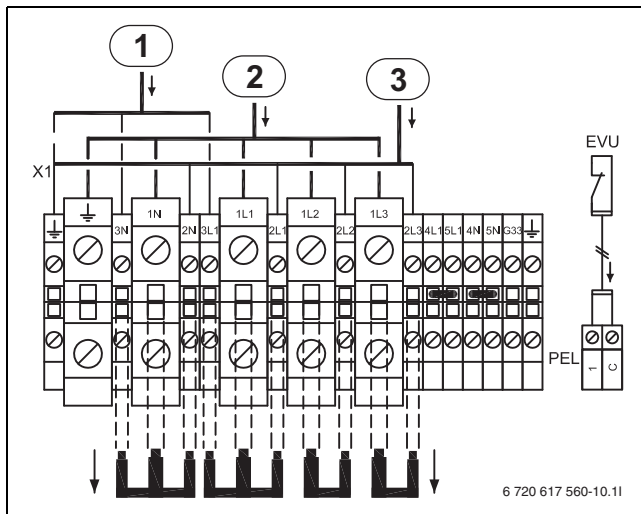 1
2
3
EVU
X1
3N 1N 2N 3L1 1L1 2L1 1L2 2L2 1L3 2L3 4L1 5L1 4N 5N G33
PEL 1 C
6 720 617 560-10.1I